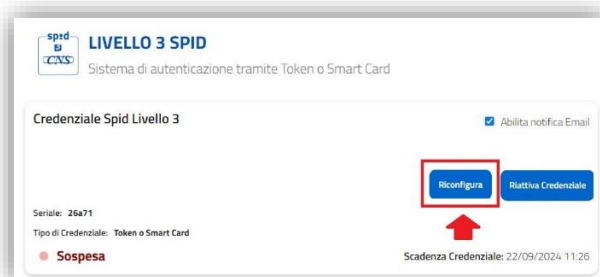 spid
CNS
LIVELLO 3 SPID
Sistema di autenticazione tramite Token o Smart Card
Credenziale Spid Livello 3
Abilita notifica Email
Riconfigura
Riattiva Credenziale
Seriale: 26a71
Tipo di Credenziale: Token o Smart Card
Sospesa
Scadenza Credenziale: 22/09/2024 11:26